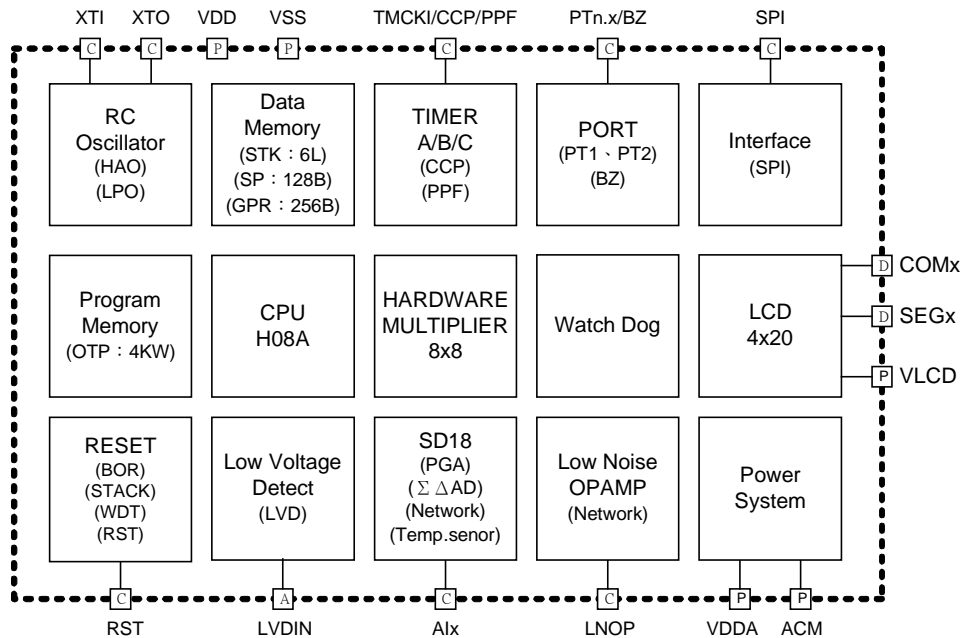 XTI XTO VDD VSS TMCKI/CCP/PPF PTn.x/BZ SPI
C C P P C C C
RC
Oscillator
(HAO)
(LPO)
Data
Memory
(STK：6L)
(SP：128B)
(GPR：256B)
TIMER
A/B/C
(CCP)
(PPF)
PORT
(PT1、PT2)
(BZ)
Interface
(SPI)
Program
Memory
(OTP：4KW)
CPU
H08A
HARDWARE
MULTIPLIER
8x8
Watch Dog
LCD
4x20
D COMx
D SEGx
P VLCD
RESET
(BOR)
(STACK)
(WDT)
(RST)
Low Voltage
Detect
(LVD)
SD18
(PGA)
(ΣΔAD)
(Network)
(Temp.senor)
Low Noise
OPAMP
(Network)
Power
System
C A C C P P
RST LVDIN AIx LNOP VDDA ACM